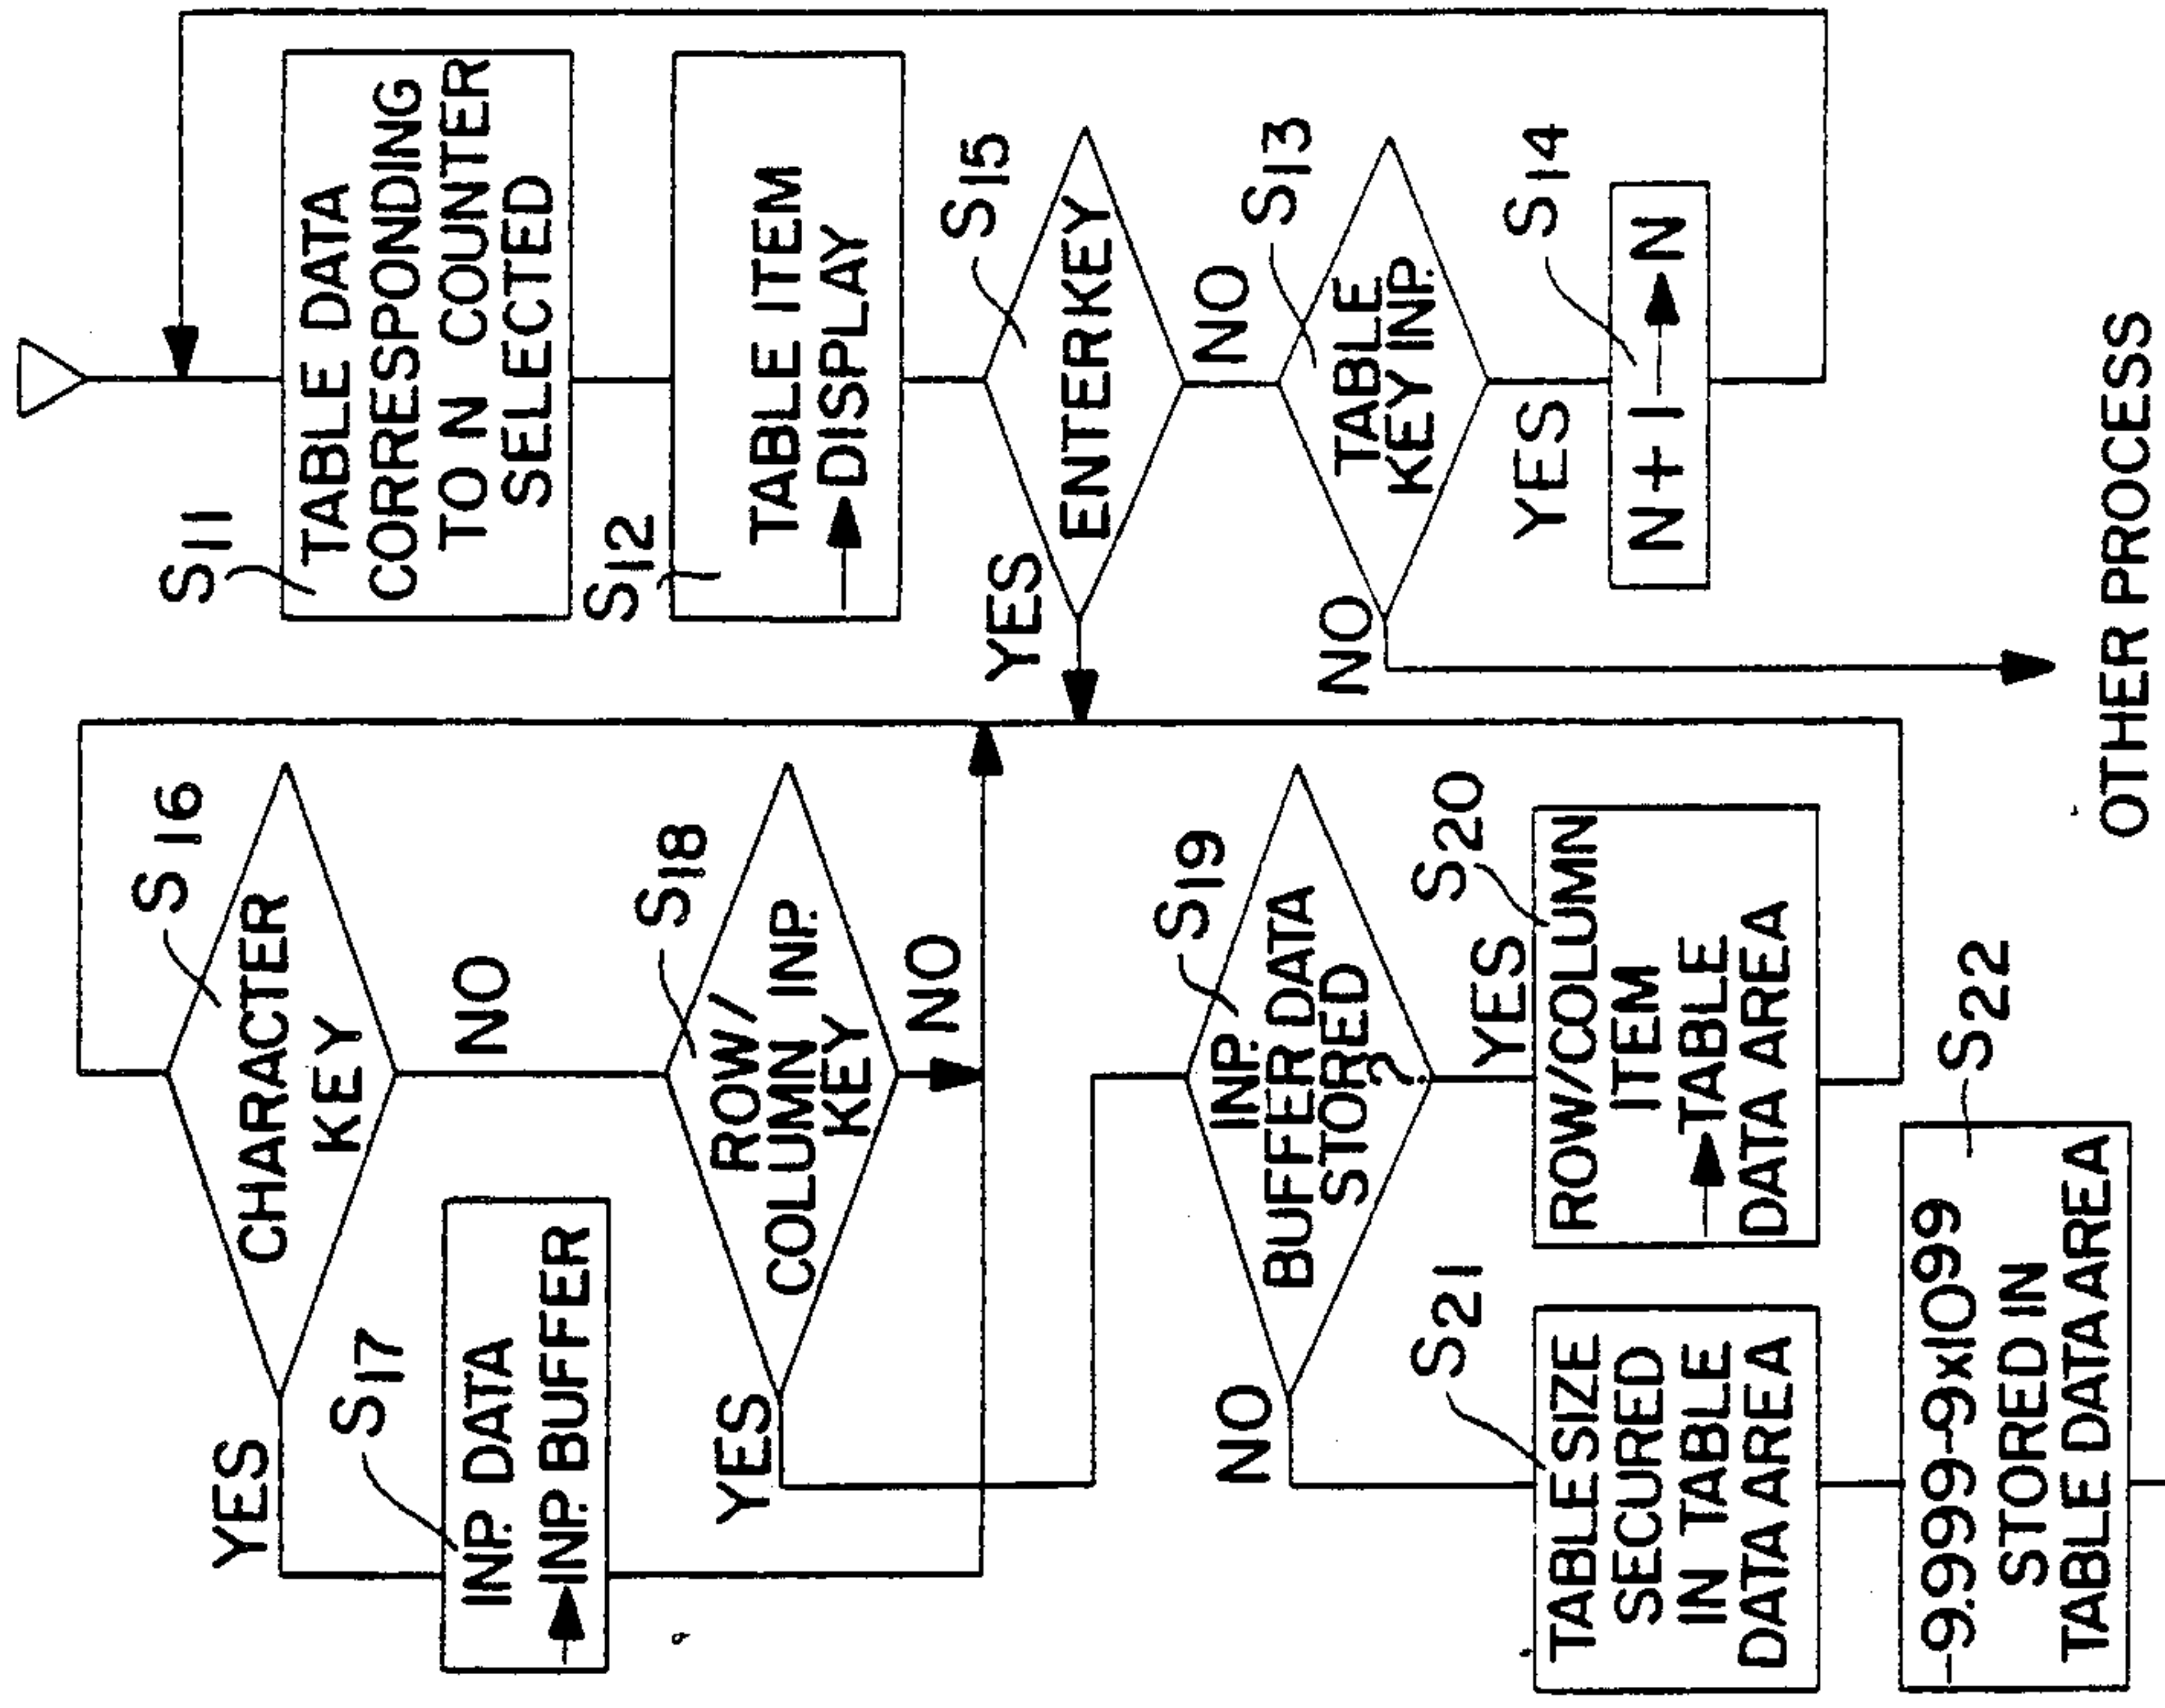 S11
TABLE DATA
CORRESPONDING
TO N COUNTER
SELECTED
S12
TABLE ITEM
→ DISPLAY
S15
ENTERKEY
YES
NO
S13
TABLE
KEY INP.
NO
YES
S14
N+1→N
OTHER PROCESS
S16
CHARACTER
KEY
YES
NO
S17
INP. DATA
→ INP. BUFFER
S18
ROW/
COLUMN INP.
KEY
YES
NO
S19
INP.
BUFFER DATA
STORED
?
NO
YES
S20
ROW/COLUMN
ITEM
→ TABLE
DATA AREA
S21
TABLE SIZE
SECURED
IN TABLE
DATA AREA
S22
-9.999-9x1099
STORED IN
TABLE DATA AREA